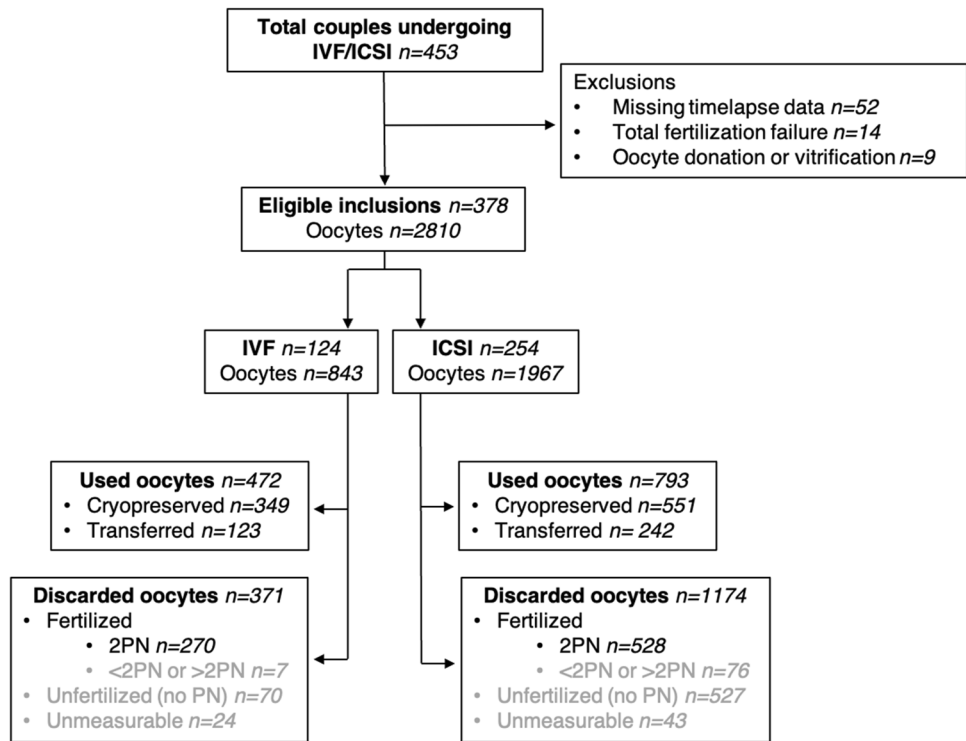 Total couples undergoing
IVF/ICSI n=453
Exclusions
• Missing timelapse data n=52
• Total fertilization failure n=14
• Oocyte donation or vitrification n=9
Eligible inclusions n=378
Oocytes n=2810
IVF n=124
Oocytes n=843
ICSI n=254
Oocytes n=1967
Used oocytes n=472
• Cryopreserved n=349
• Transferred n=123
Used oocytes n=793
• Cryopreserved n=551
• Transferred n= 242
Discarded oocytes n=371
• Fertilized
• 2PN n=270
• <2PN or >2PN n=7
• Unfertilized (no PN) n=70
• Unmeasurable n=24
Discarded oocytes n=1174
• Fertilized
• 2PN n=528
• <2PN or >2PN n=76
• Unfertilized (no PN) n=527
• Unmeasurable n=43